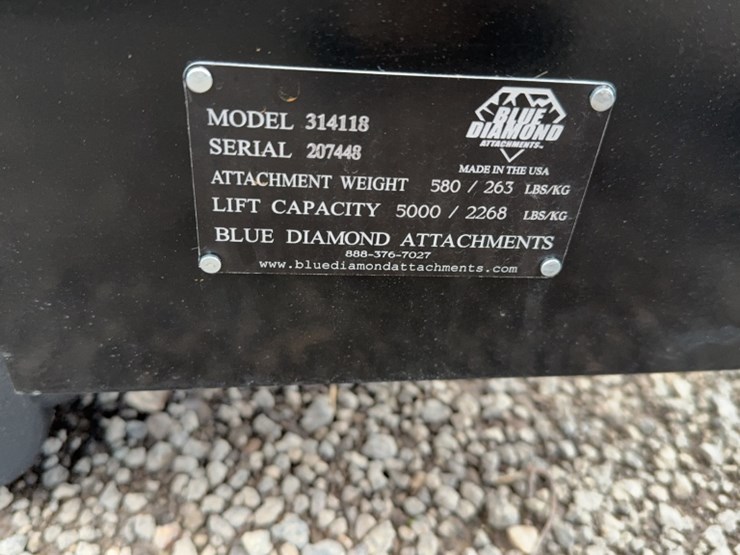 MODEL 314118
SERIAL 207448
BLUE
DIAMOND
ATTACHMENTS
MADE IN THE USA
ATTACHMENT WEIGHT 580 / 263 LBS/KG
LIFT CAPACITY 5000 / 2268 LBS/KG
BLUE DIAMOND ATTACHMENTS
888-376-7027
www.bluediamondattachments.com